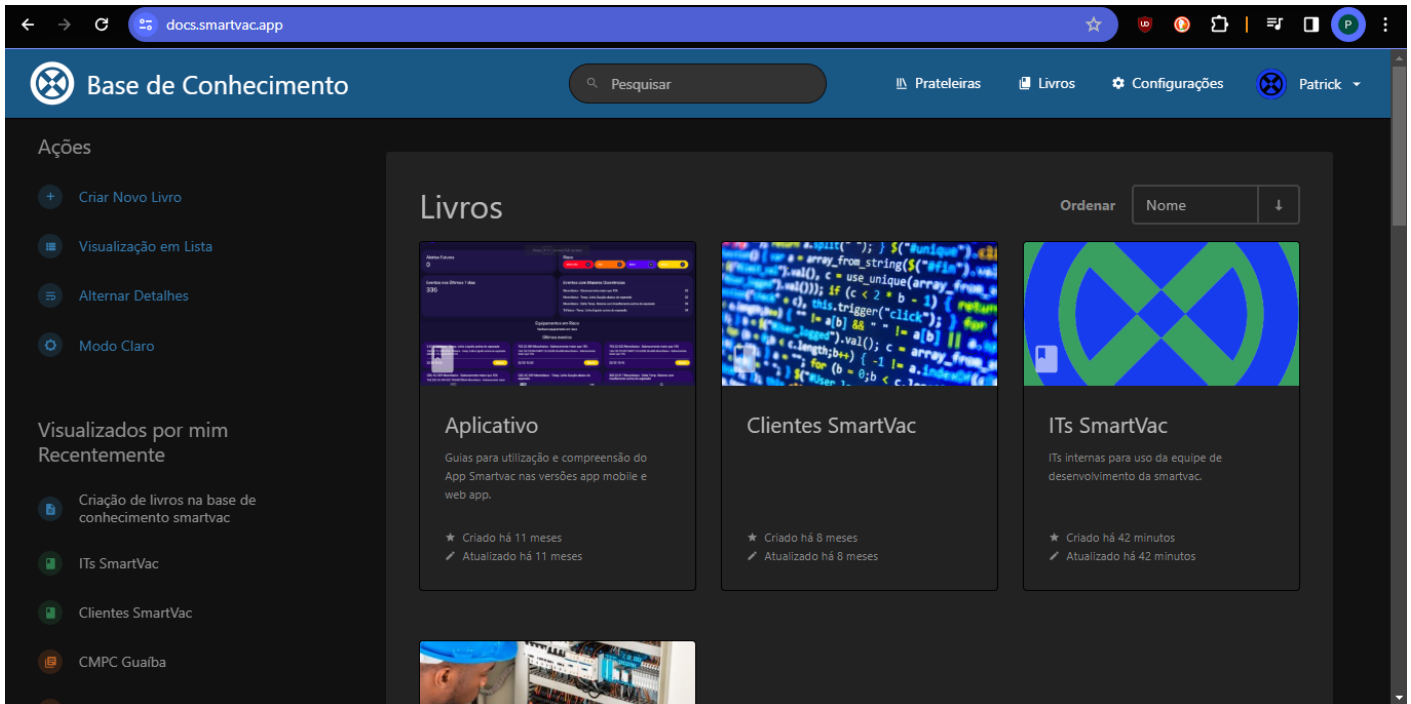 docs.smartvac.app
P
Base de Conhecimento
Pesquisar
Prateleiras
Livros
Configurações
Patrick
Ações
Criar Novo Livro
Visualização em Lista
Alternar Detalhes
Modo Claro
Visualizados por mim
Recentemente
Criação de livros na base de
conhecimento smartvac
ITs SmartVac
Clientes SmartVac
CMPC Guaíba
Livros
Ordenar
Nome
Aplicativo
Guias para utilização e compreensão do
App Smartvac nas versões app mobile e
web app.
Criado há 11 meses
Atualizado há 11 meses
Clientes SmartVac
Criado há 8 meses
Atualizado há 8 meses
ITs SmartVac
ITs internas para uso da equipe de
desenvolvimento da smartvac.
Criado há 42 minutos
Atualizado há 42 minutos